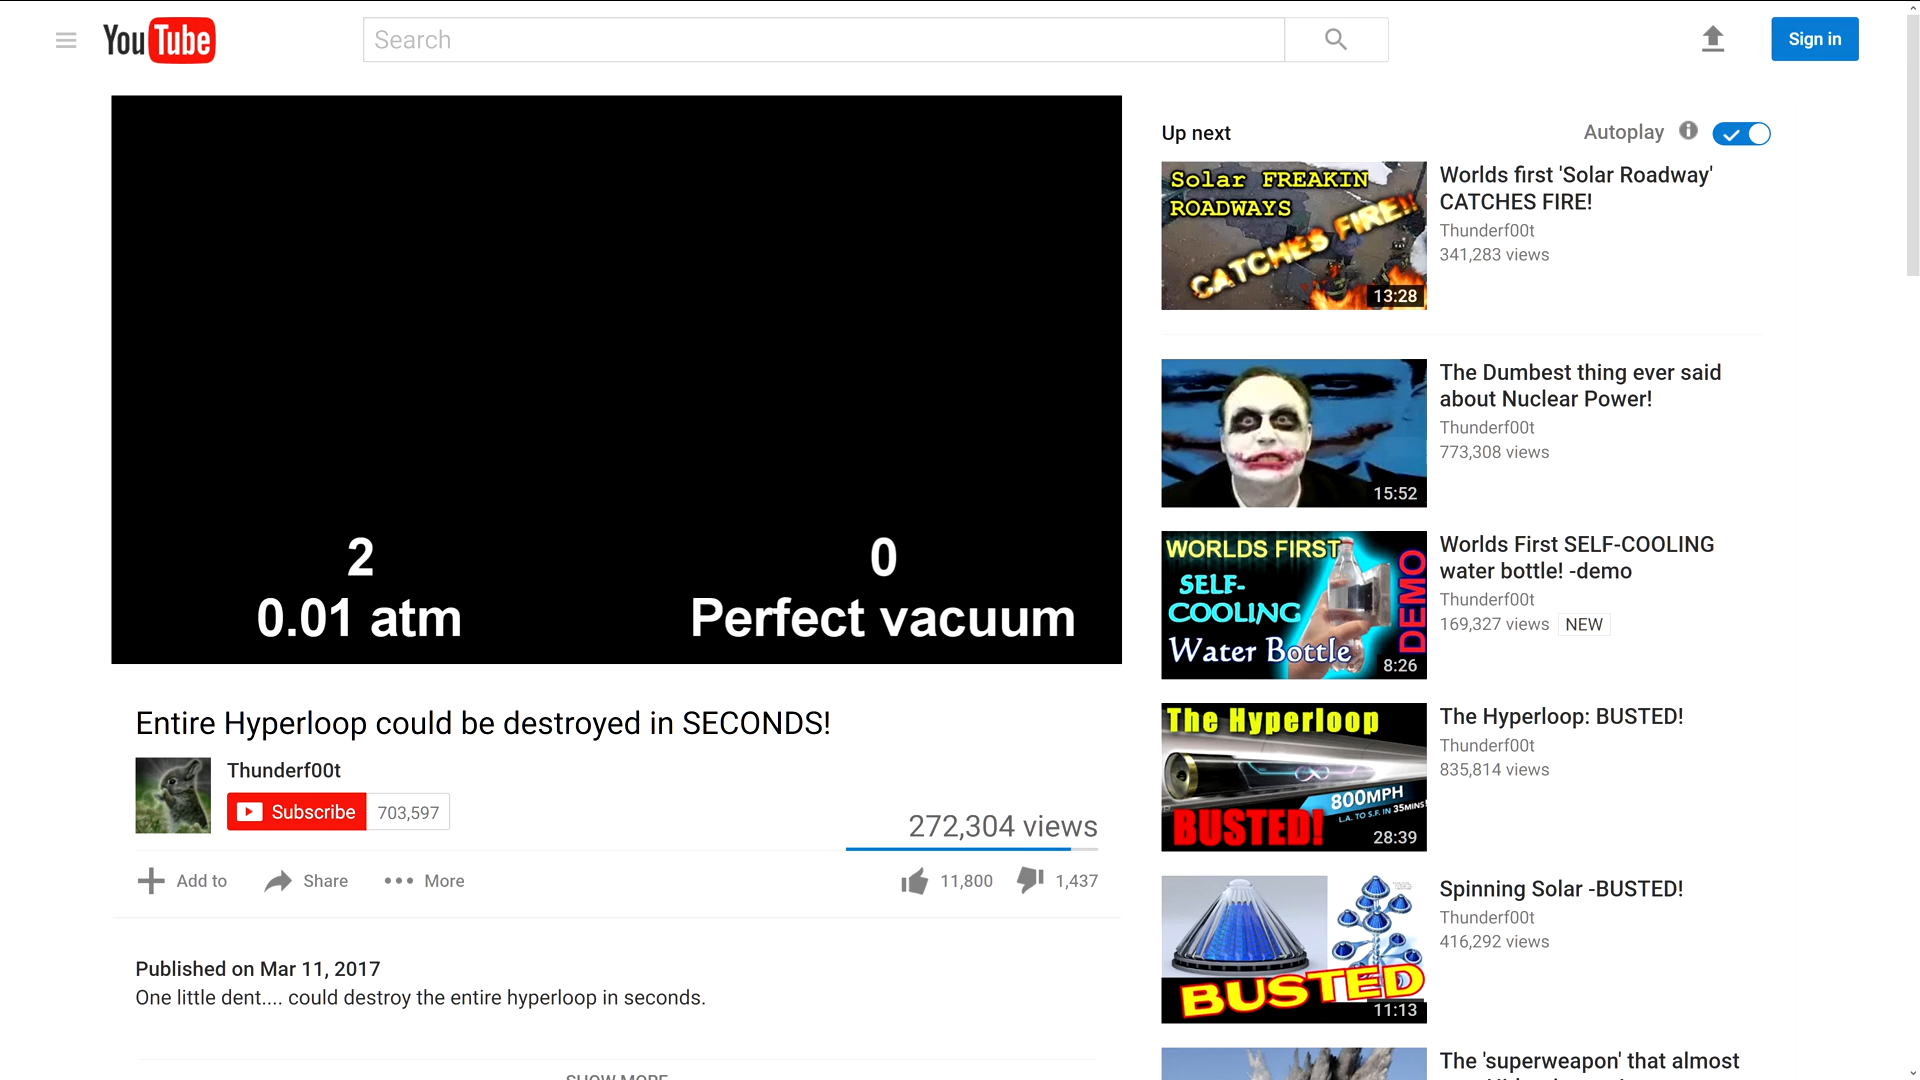 YouTube
Search
Sign in
2
0
0.01 atm
Perfect vacuum
Entire Hyperloop could be destroyed in SECONDS!
Thunderf00t
Subscribe 703,597
272,304 views
Add to
Share
More
11,800
1,437
Published on Mar 11, 2017
One little dent.... could destroy the entire hyperloop in seconds.
Up next
Autoplay
Solar FREAKIN
ROADWAYS
CATCHES FIRE!!
13:28
Worlds first 'Solar Roadway'
CATCHES FIRE!
Thunderf00t
341,283 views
15:52
The Dumbest thing ever said
about Nuclear Power!
Thunderf00t
773,308 views
WORLDS FIRST
SELF-
COOLING
Water Bottle
DEMO
8:26
Worlds First SELF-COOLING
water bottle! -demo
Thunderf00t
169,327 views NEW
The Hyperloop
800MPH
L.A. TO S.F. IN 35MINS!
BUSTED!
28:39
The Hyperloop: BUSTED!
Thunderf00t
835,814 views
BUSTED
11:13
Spinning Solar -BUSTED!
Thunderf00t
416,292 views
The 'superweapon' that almost